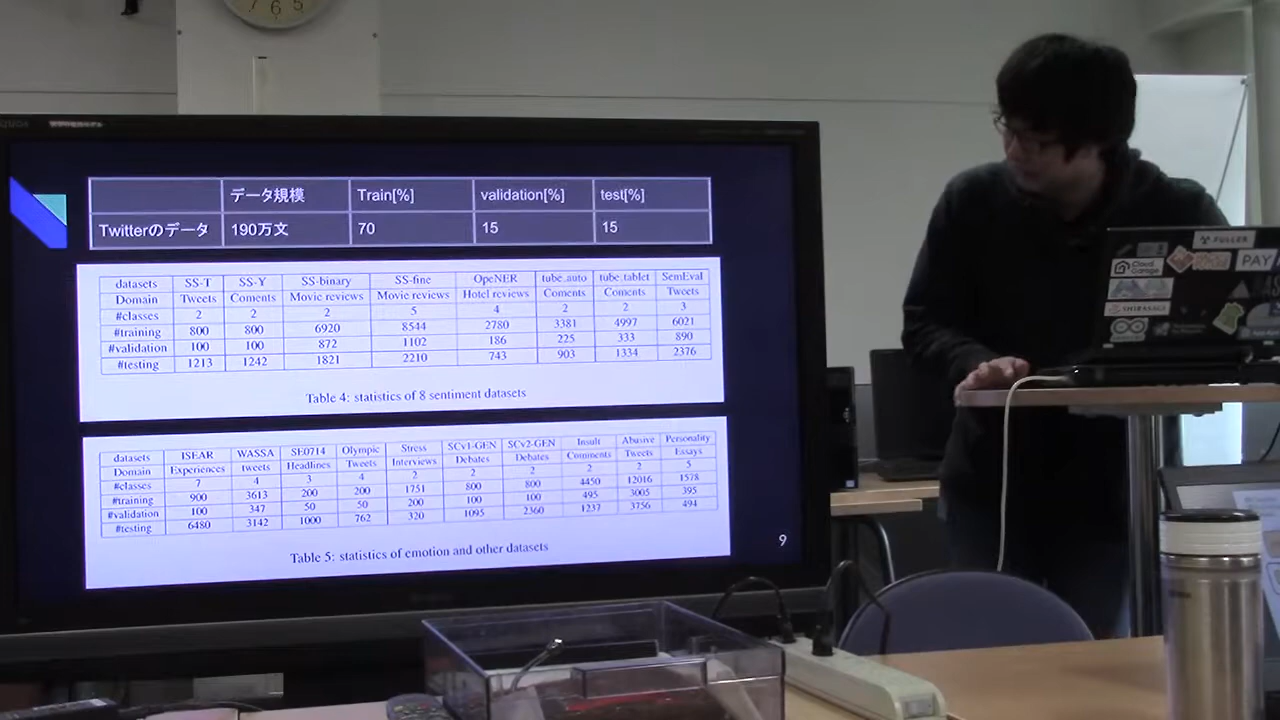 7 6 5
データ規模 Train[%] validation[%] test[%]
Twitterのデータ 190万文 70 15 15
datasets SS-T SS-Y SS-binary SS-fine OpeNER tube_auto tube_tablet SemEval
Domain Tweets Coments Movie reviews Movie reviews Hotel reviews Coments Coments Tweets
#classes 2 2 2 5 4 2 2 3
#training 800 800 6920 8544 2780 3381 4997 6021
#validation 100 100 872 1102 186 225 333 890
#testing 1213 1242 1821 2210 743 903 1334 2376
Table 4: statistics of 8 sentiment datasets
datasets ISEAR WASSA SE0714 Olympic Stress SCv1-GEN SCv2-GEN Insult Abusive Personality
Domain Experiences tweets Headlines Tweets Interviews Debates Debates Comments Tweets Essays
#classes 7 4 3 4 2 2 2 2 2 5
#training 900 3613 200 200 1751 800 800 4450 12016 1578
#validation 100 347 50 50 200 100 100 495 3005 395
#testing 6480 3142 1000 762 320 1095 2360 1237 3756 494
Table 5: statistics of emotion and other datasets
9
FULLER
Cloud Garage
PAY
SHIRASAGI